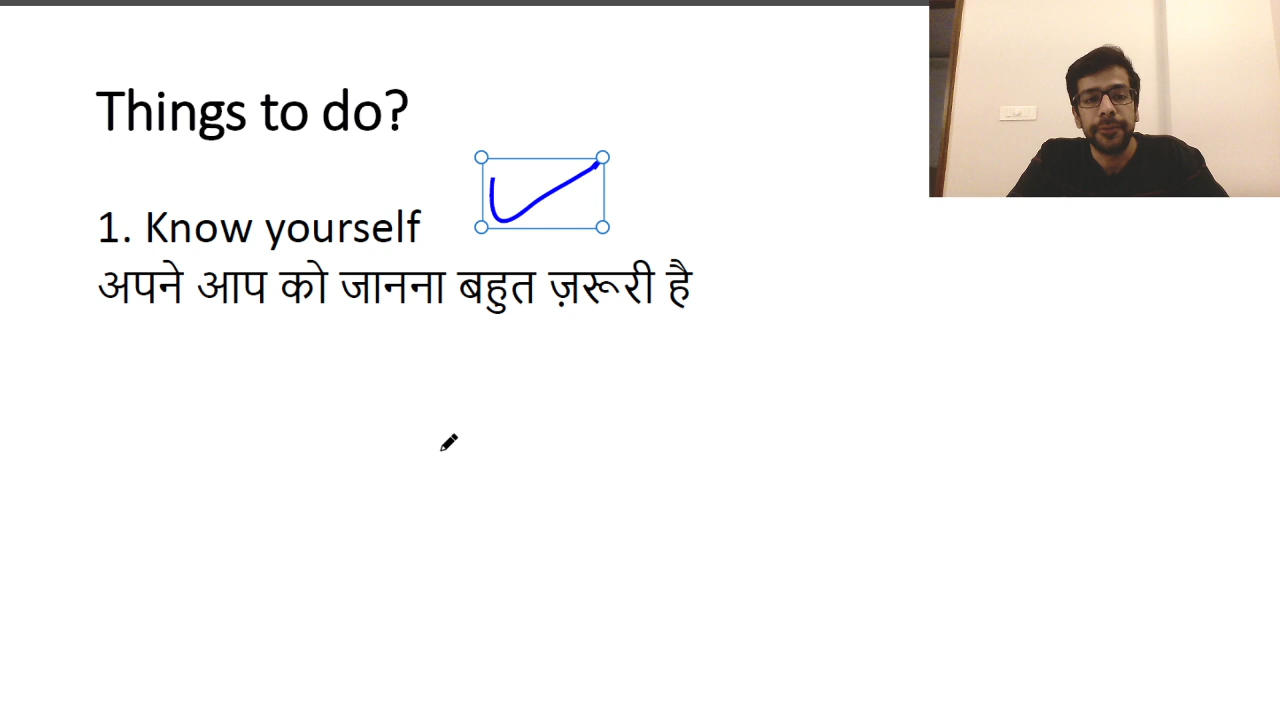 Things to do?
1. Know yourself
अपने आप को जानना बहुत ज़रूरी है